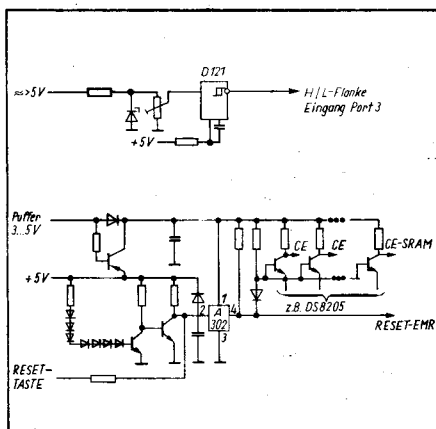 D121
≈>5V
H/L-Flanke
Eingang Port 3
+5V
Puffer
3...5V
CE
CE
CE-SRAM
+5V
1
2
A
302
4
3
z.B. DS8205
RESET-EMR
RESET-
TASTE